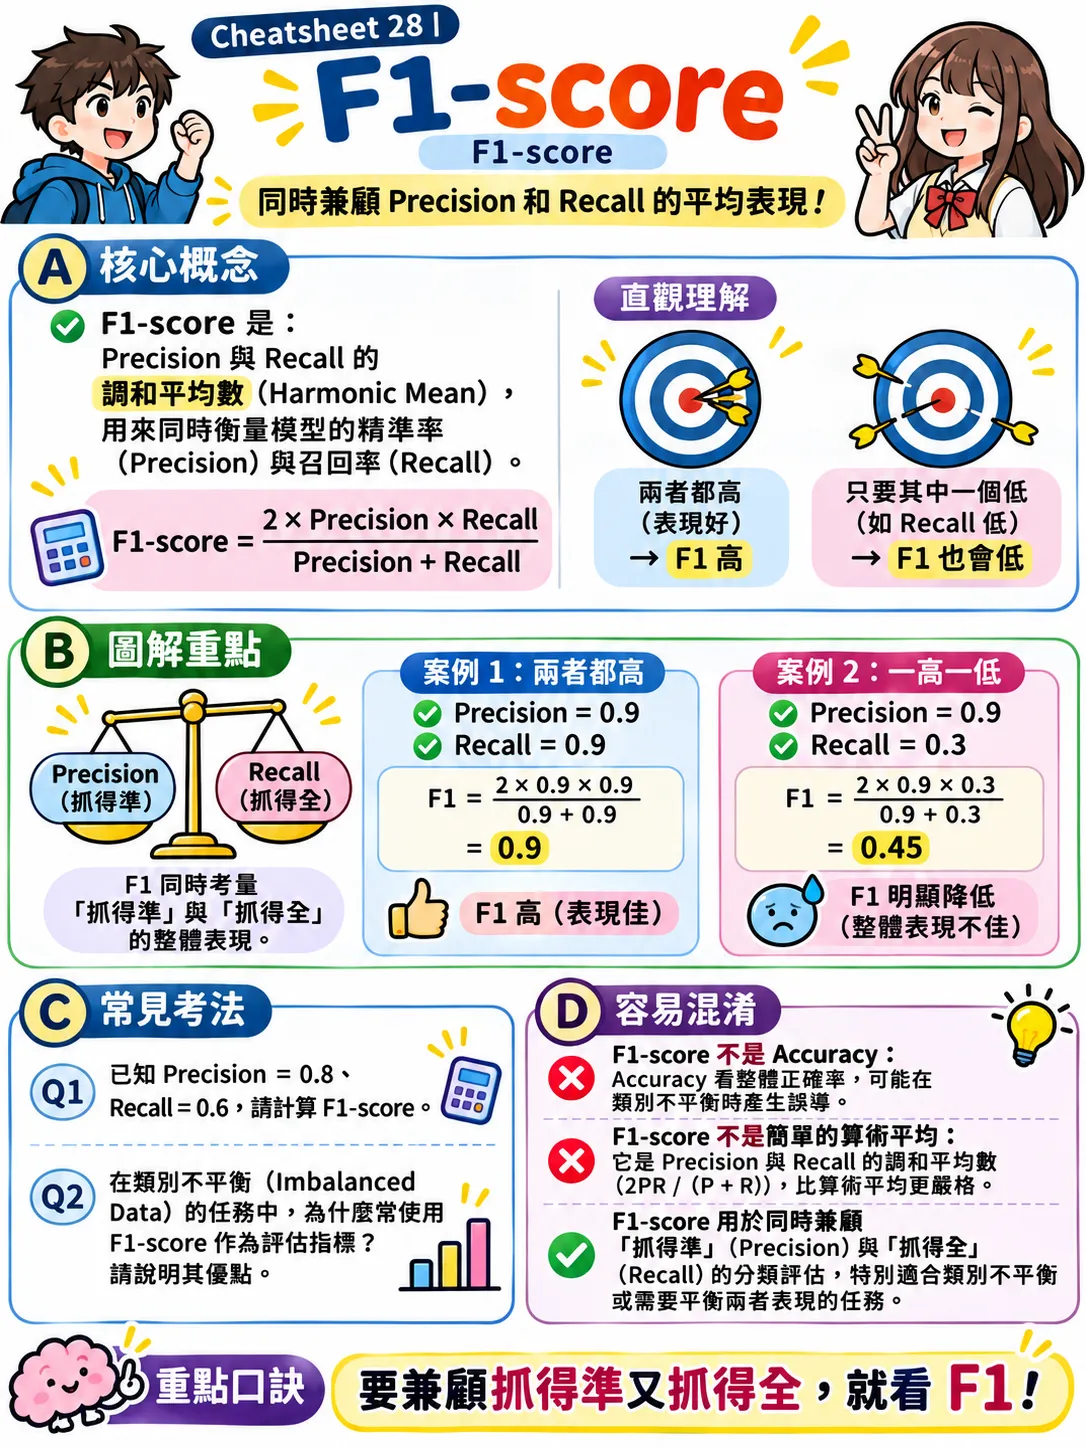 Cheatsheet 28 |
F1-score
F1-score
同時兼顧 Precision 和 Recall 的平均表現！
A 核心概念
F1-score 是：
Precision 與 Recall 的
調和平均數（Harmonic Mean），
用來同時衡量模型的精準率
（Precision）與召回率（Recall）。
F1-score = 2 × Precision × Recall
Precision + Recall
直觀理解
兩者都高
（表現好）
→ F1 高
只要其中一個低
（如 Recall 低）
→ F1 也會低
B 圖解重點
Precision
（抓得準）
Recall
（抓得全）
F1 同時考量
「抓得準」與「抓得全」
的整體表現。
案例 1：兩者都高
Precision = 0.9
Recall = 0.9
F1 = 2 × 0.9 × 0.9
0.9 + 0.9
= 0.9
F1 高（表現佳）
案例 2：一高一低
Precision = 0.9
Recall = 0.3
F1 = 2 × 0.9 × 0.3
0.9 + 0.3
= 0.45
F1 明顯降低
（整體表現不佳）
C 常見考法
Q1
已知 Precision = 0.8、
Recall = 0.6，請計算 F1-score。
Q2
在類別不平衡（Imbalanced
Data）的任務中，為什麼常使用
F1-score 作為評估指標？
請說明其優點。
D 容易混淆
F1-score 不是 Accuracy：
Accuracy 看整體正確率，可能在
類別不平衡時產生誤導。
F1-score 不是簡單的算術平均：
它是 Precision 與 Recall 的調和平均數
（2PR /（P + R）），比算術平均更嚴格。
F1-score 用於同時兼顧
「抓得準」（Precision）與「抓得全」
（Recall）的分類評估，特別適合類別不平衡
或需要平衡兩者表現的任務。
重點口訣
要兼顧抓得準又抓得全，就看 F1！